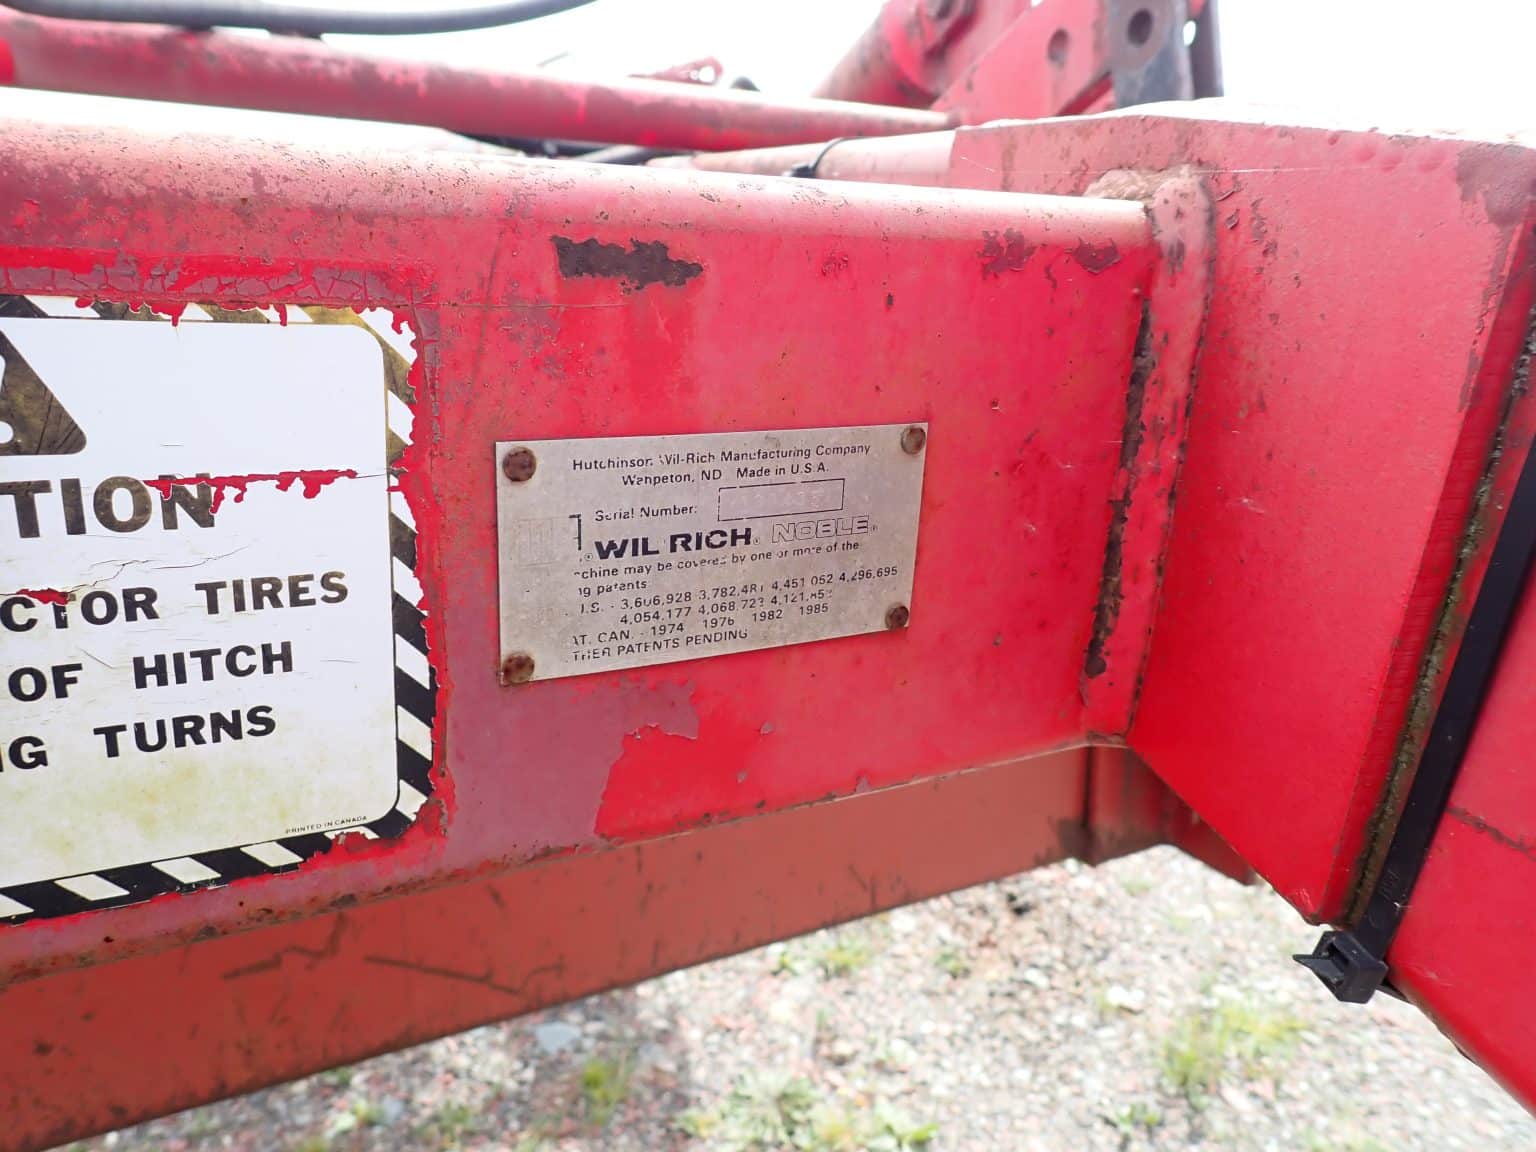 TION
CTOR TIRES
OF HITCH
G TURNS
PRINTED IN CANADA
Hutchinson Wil-Rich Manufacturing Company
Wahpeton, ND Made in U.S.A.
Serial Number:
WIL RICH® NOBLE®
chine may be covered by one or more of the
ng patents:
U.S. - 3,606,928 3,782,481 4,451,052 4,296,695
4,054,177 4,068,723
AT. CAN. - 1974 1976 1982 1985
THER PATENTS PENDING